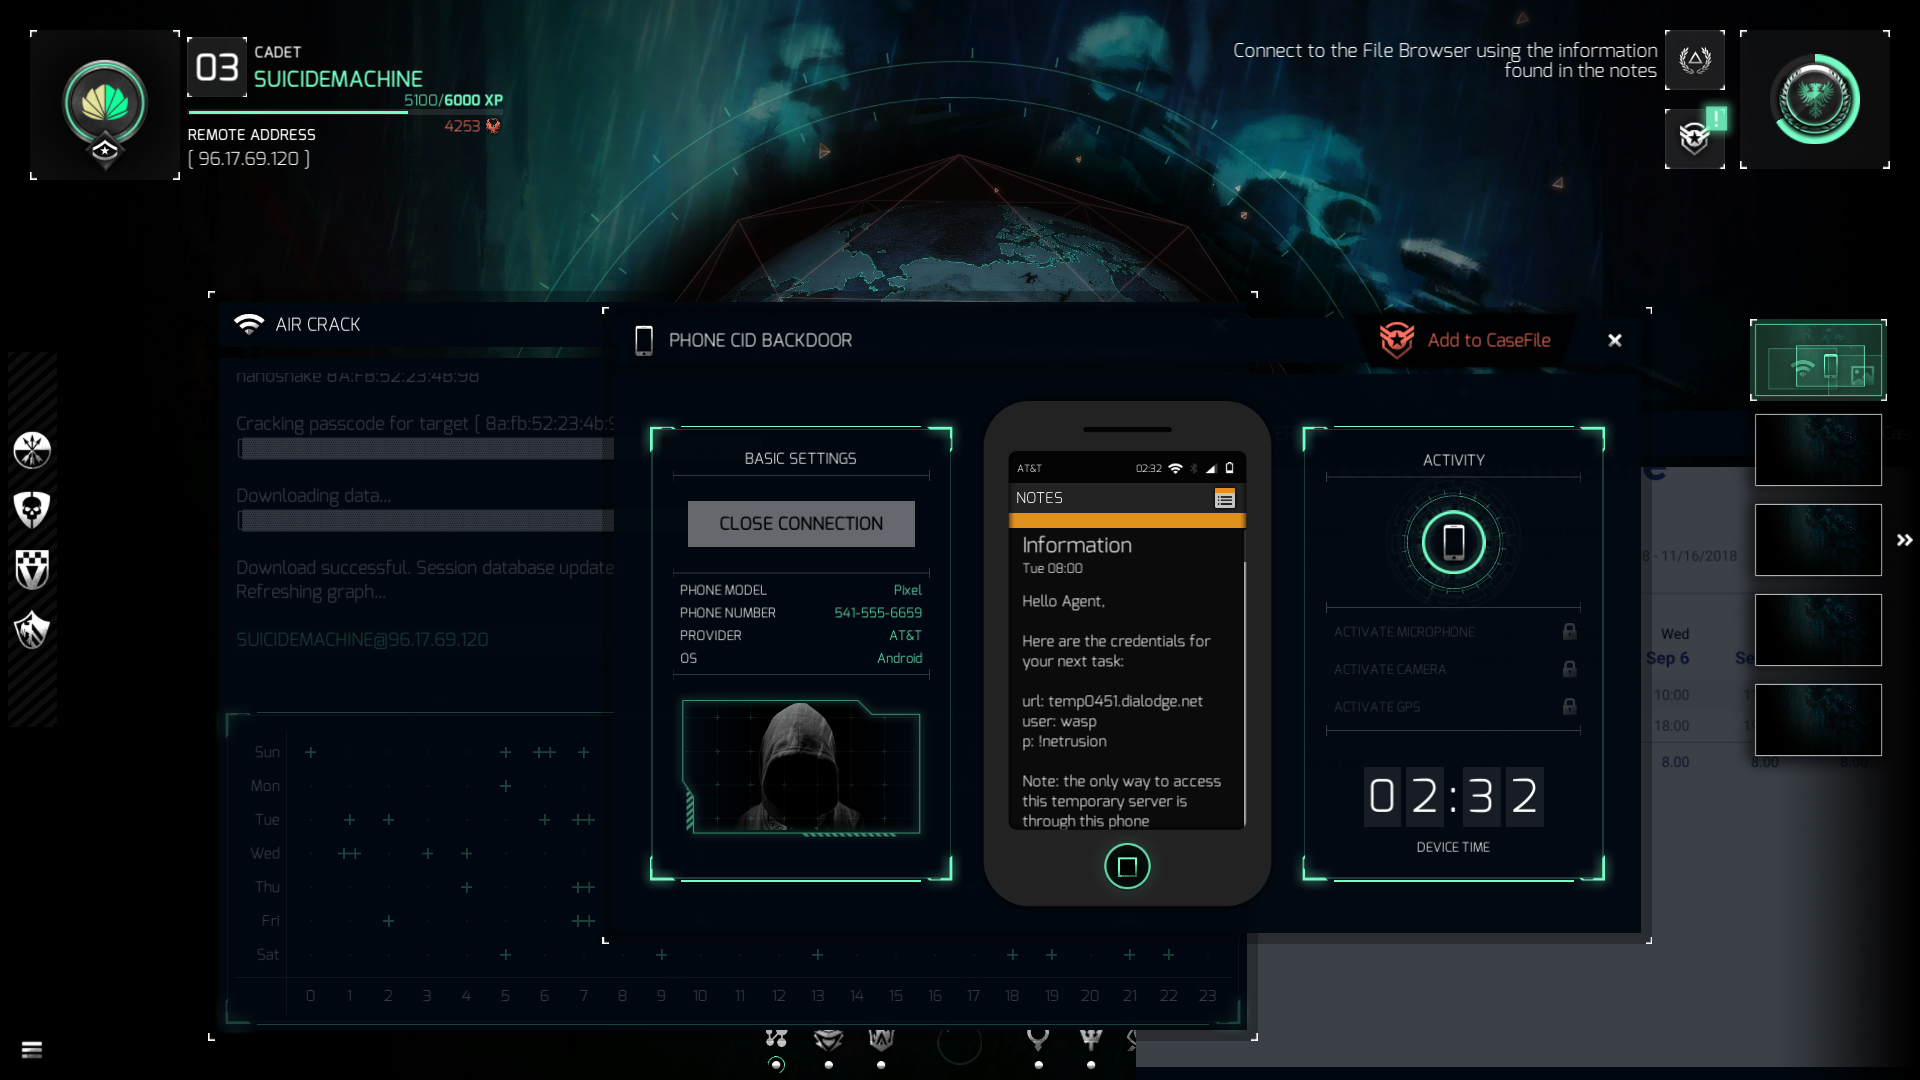 03
CADET
SUICIDEMACHINE
5100/6000 XP
4253
REMOTE ADDRESS
[ 96.17.69.120 ]
Connect to the File Browser using the information
found in the notes
!
AIR CRACK
handshake 8A:FB:52:23:4B:98
Cracking passcode for target [ 8a:fb:52:23:4b:9
Downloading data...
Download successful. Session database update
Refreshing graph...
SUICIDEMACHINE@96.17.69.120
Sun
Mon
Tue
Wed
Thu
Fri
Sat
0 1 2 3 4 5 6 7 8 9 10 11 12 13 14 15 16 17 18 19 20 21 22 23
PHONE CID BACKDOOR
Add to CaseFile
BASIC SETTINGS
CLOSE CONNECTION
PHONE MODEL Pixel
PHONE NUMBER 541-555-6659
PROVIDER AT&T
OS Android
AT&T 02:32
NOTES
Information
Tue 08:00
Hello Agent,
Here are the credentials for
your next task:
url: temp0451.dialodge.net
user: wasp
p: !netrusion
Note: the only way to access
this temporary server is
through this phone
ACTIVITY
ACTIVATE MICROPHONE
ACTIVATE CAMERA
ACTIVATE GPS
02:32
DEVICE TIME
8 - 11/16/2018
Wed
Sep 6
10:00
18:00
8.00 8.00 8.00